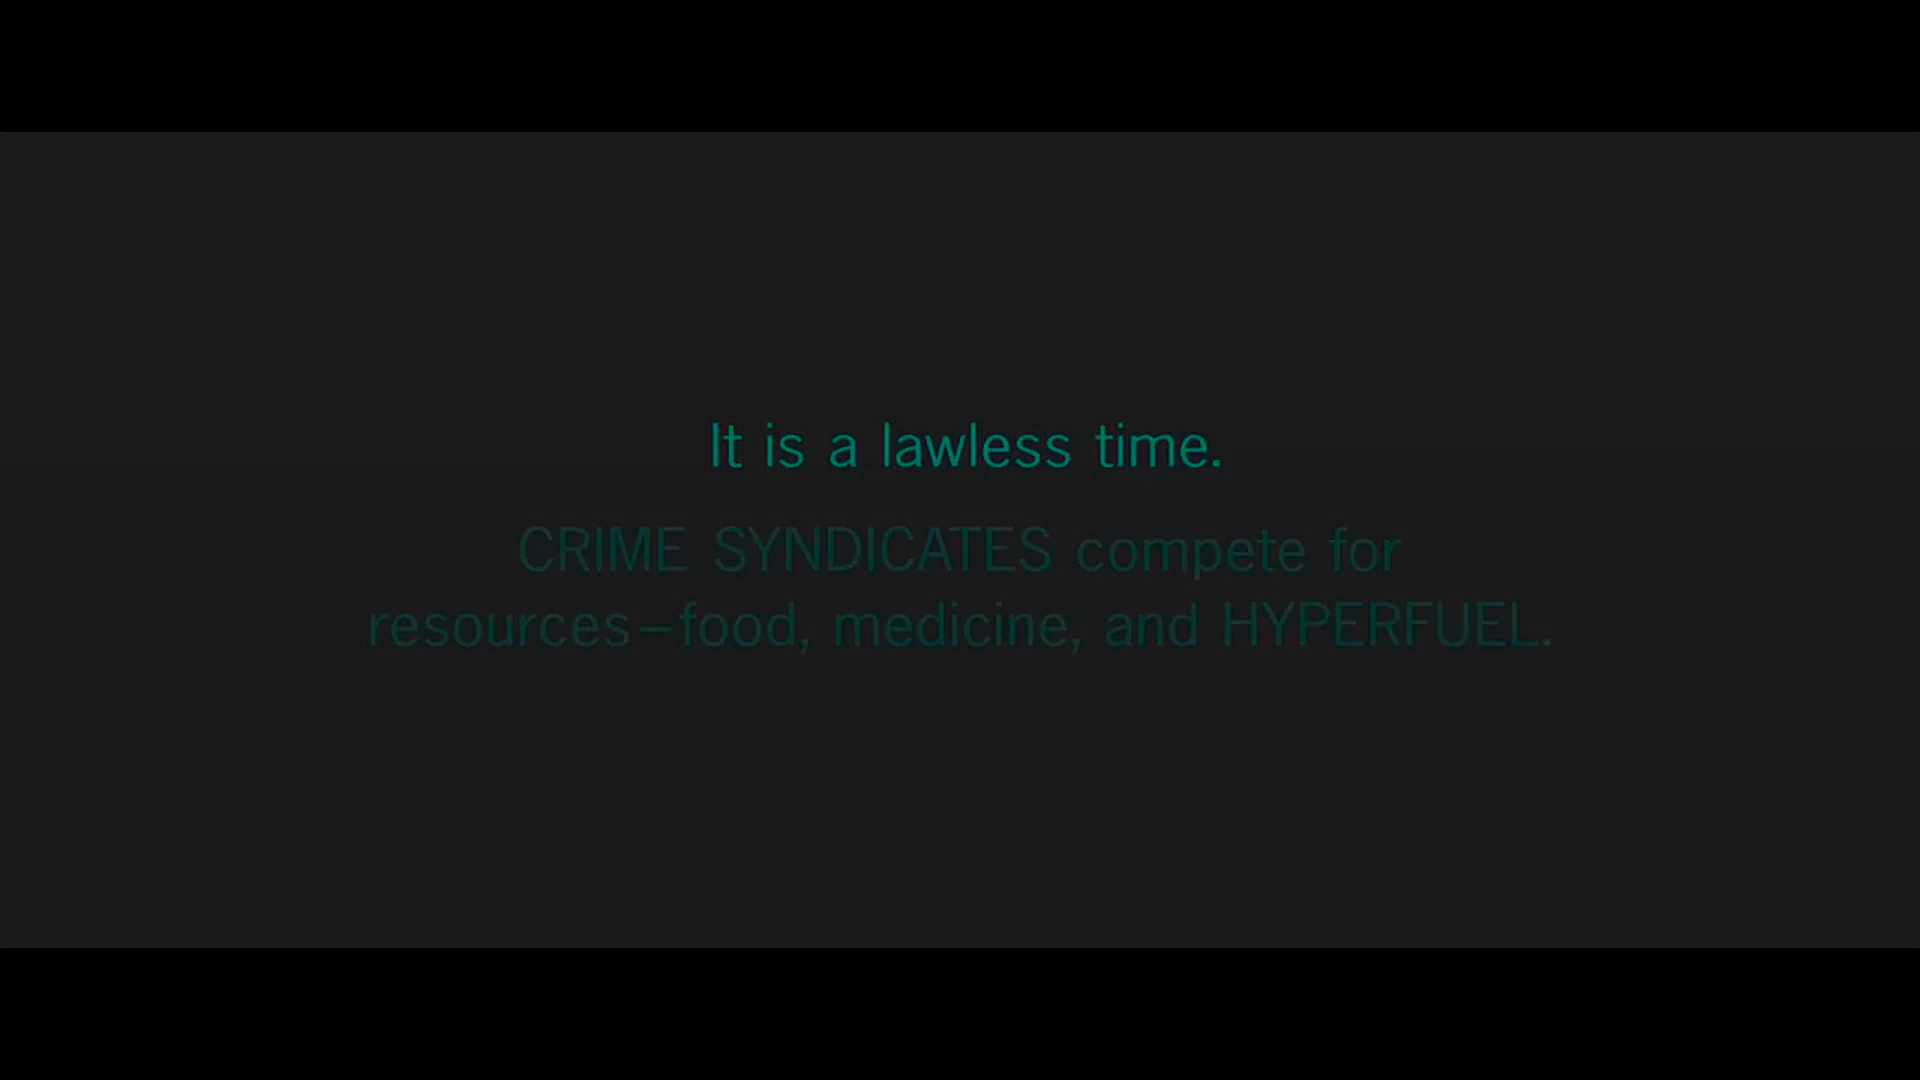 It is a lawless time.
CRIME SYNDICATES compete for
resources–food, medicine, and HYPERFUEL.